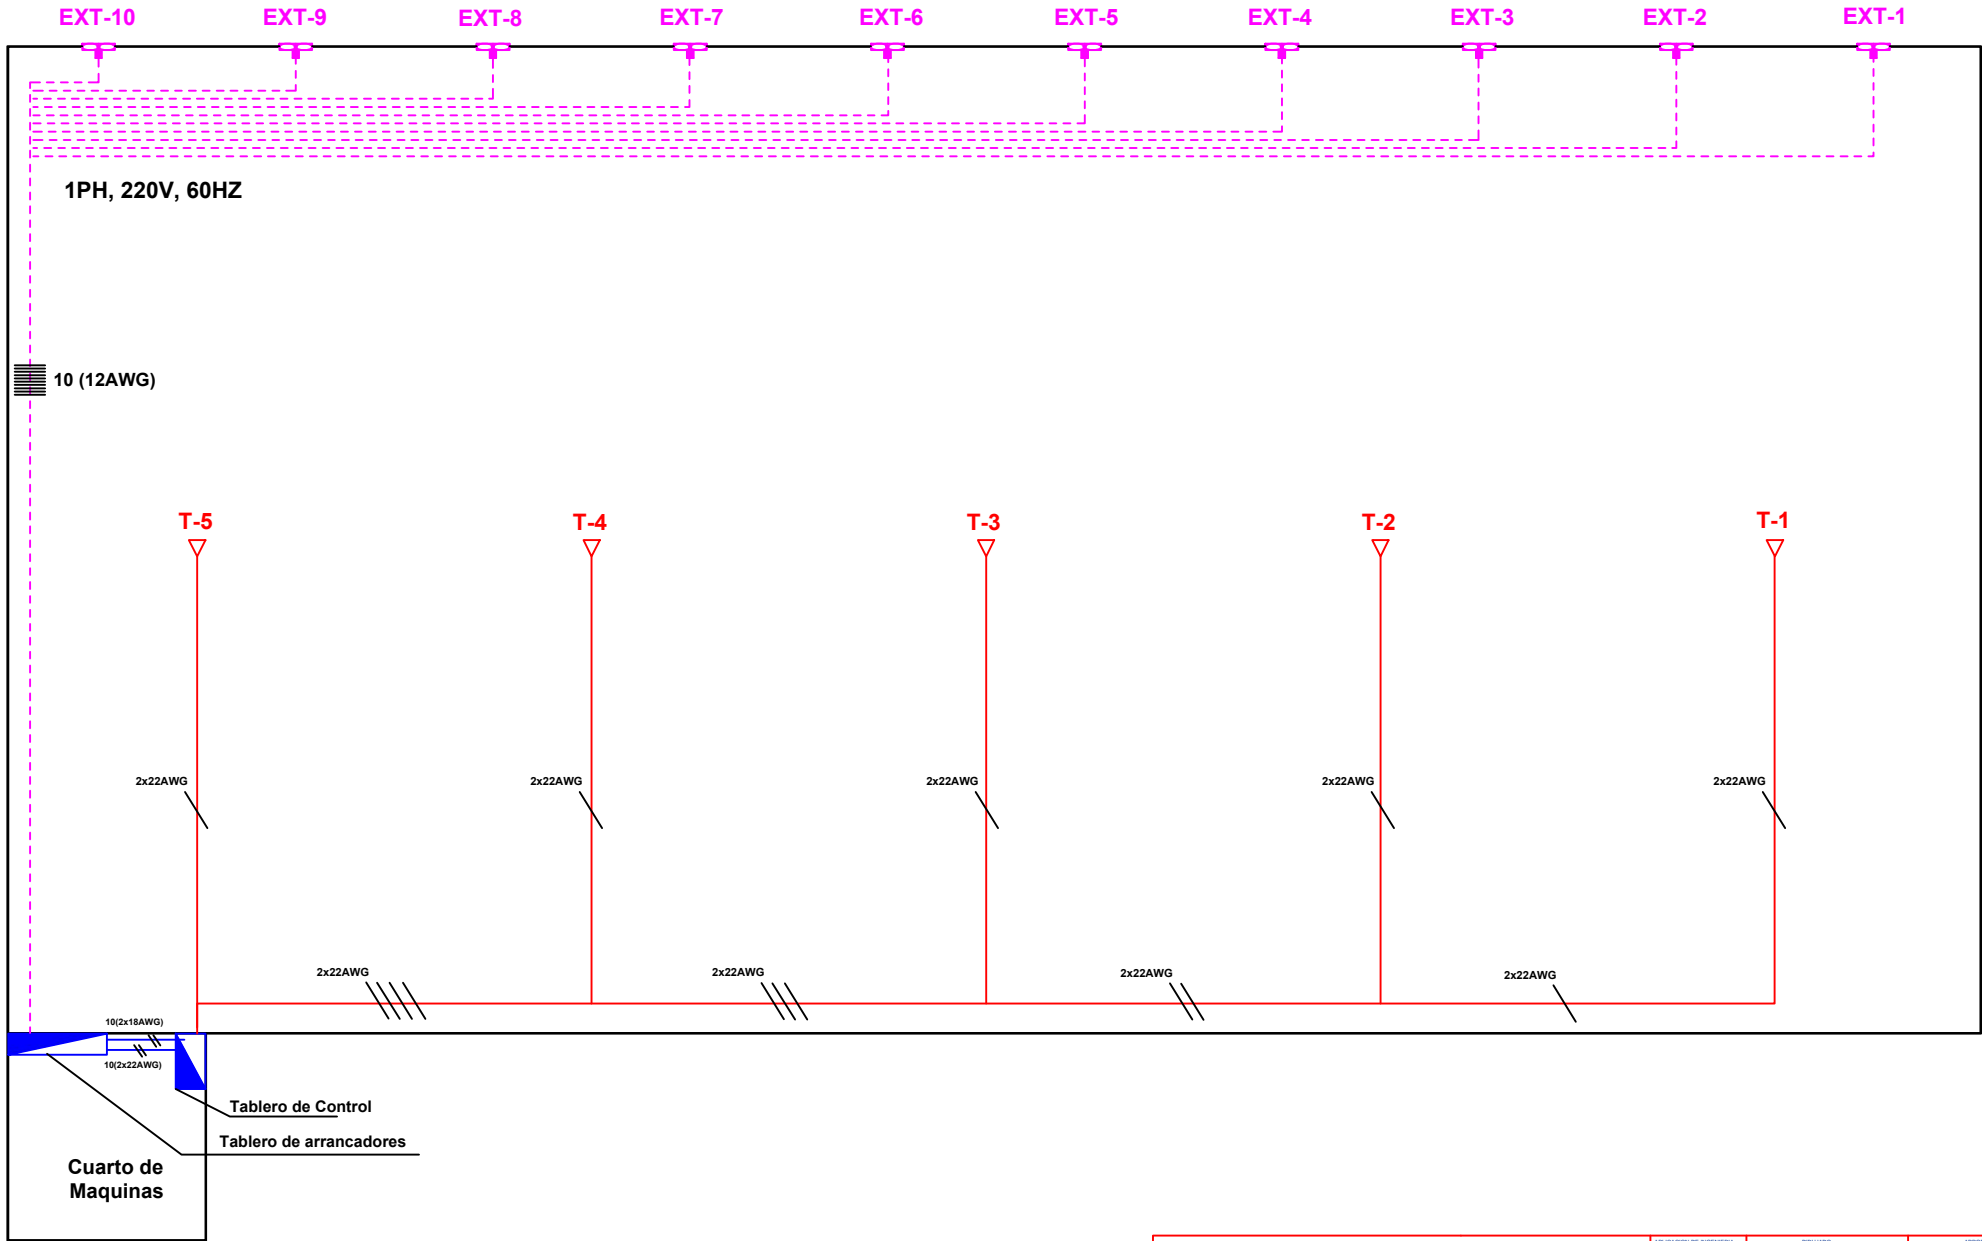 EXT-10 EXT-9 EXT-8 EXT-7 EXT-6 EXT-5 EXT-4 EXT-3 EXT-2 EXT-1
1PH, 220V, 60HZ
10 (12AWG)
T-5 T-4 T-3 T-2 T-1
2x22AWG 2x22AWG 2x22AWG 2x22AWG 2x22AWG
2x22AWG 2x22AWG 2x22AWG 2x22AWG
10(2x18AWG)
10(2x22AWG)
Tablero de Control
Tablero de arrancadores
Cuarto de
Maquinas